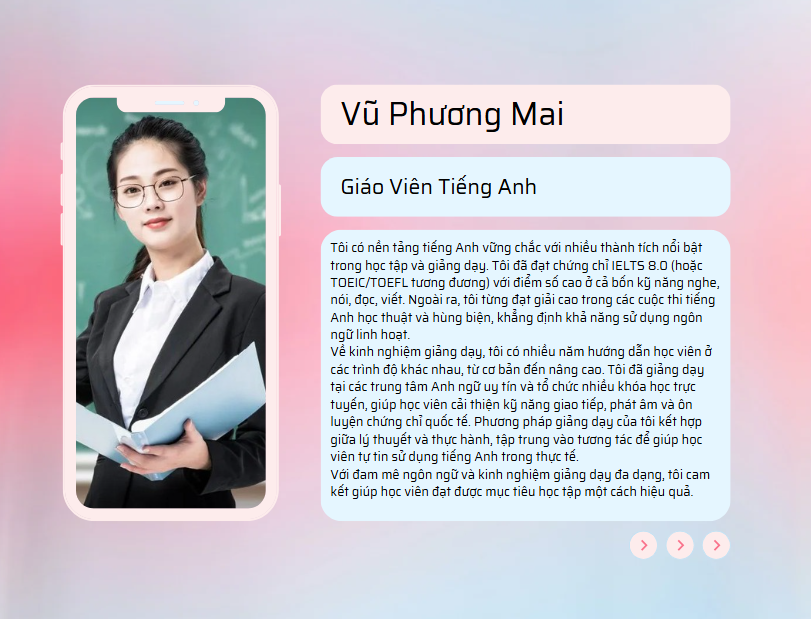 Vũ Phương Mai
Giáo Viên Tiếng Anh
Tôi có nền tảng tiếng Anh vững chắc với nhiều thành tích nổi bật
trong học tập và giảng dạy. Tôi đã đạt chứng chỉ IELTS 8.0 (hoặc
TOEIC/TOEFL tương đương) với điểm số cao ở cả bốn kỹ năng nghe,
nói, đọc, viết. Ngoài ra, tôi từng đạt giải cao trong các cuộc thi tiếng
Anh học thuật và hùng biện, khẳng định khả năng sử dụng ngôn
ngữ linh hoạt.
Về kinh nghiệm giảng dạy, tôi có nhiều năm hướng dẫn học viên ở
các trình độ khác nhau, từ cơ bản đến nâng cao. Tôi đã giảng dạy
tại các trung tâm Anh ngữ uy tín và tổ chức nhiều khóa học trực
tuyến, giúp học viên cải thiện kỹ năng giao tiếp, phát âm và ôn
luyện chứng chỉ quốc tế. Phương pháp giảng dạy của tôi kết hợp
giữa lý thuyết và thực hành, tập trung vào tương tác để giúp học
viên tự tin sử dụng tiếng Anh trong thực tế.
Với đam mê ngôn ngữ và kinh nghiệm giảng dạy đa dạng, tôi cam
kết giúp học viên đạt được mục tiêu học tập một cách hiệu quả.